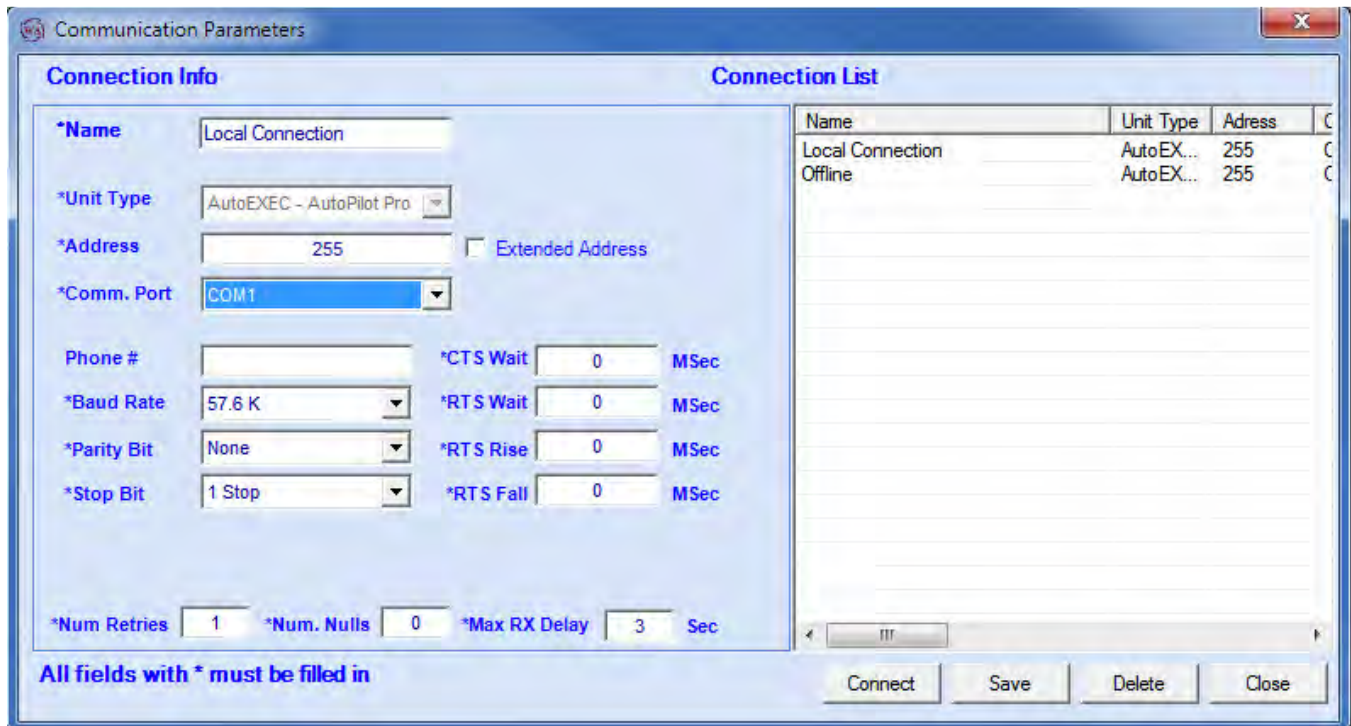 Communication Parameters
X
Connection Info
*Name Local Connection
*Unit Type AutoEXEC - AutoPilot Pro
*Address 255 Extended Address
*Comm. Port COM1
Phone # *CTS Wait 0 MSec
*Baud Rate 57.6 K *RTS Wait 0 MSec
*Parity Bit None *RTS Rise 0 MSec
*Stop Bit 1 Stop *RTS Fall 0 MSec
*Num Retries 1 *Num. Nulls 0 *Max RX Delay 3 Sec
All fields with * must be filled in
Connection List
Name Unit Type Adress
Local Connection AutoEX... 255
Offline AutoEX... 255
Connect Save Delete Close